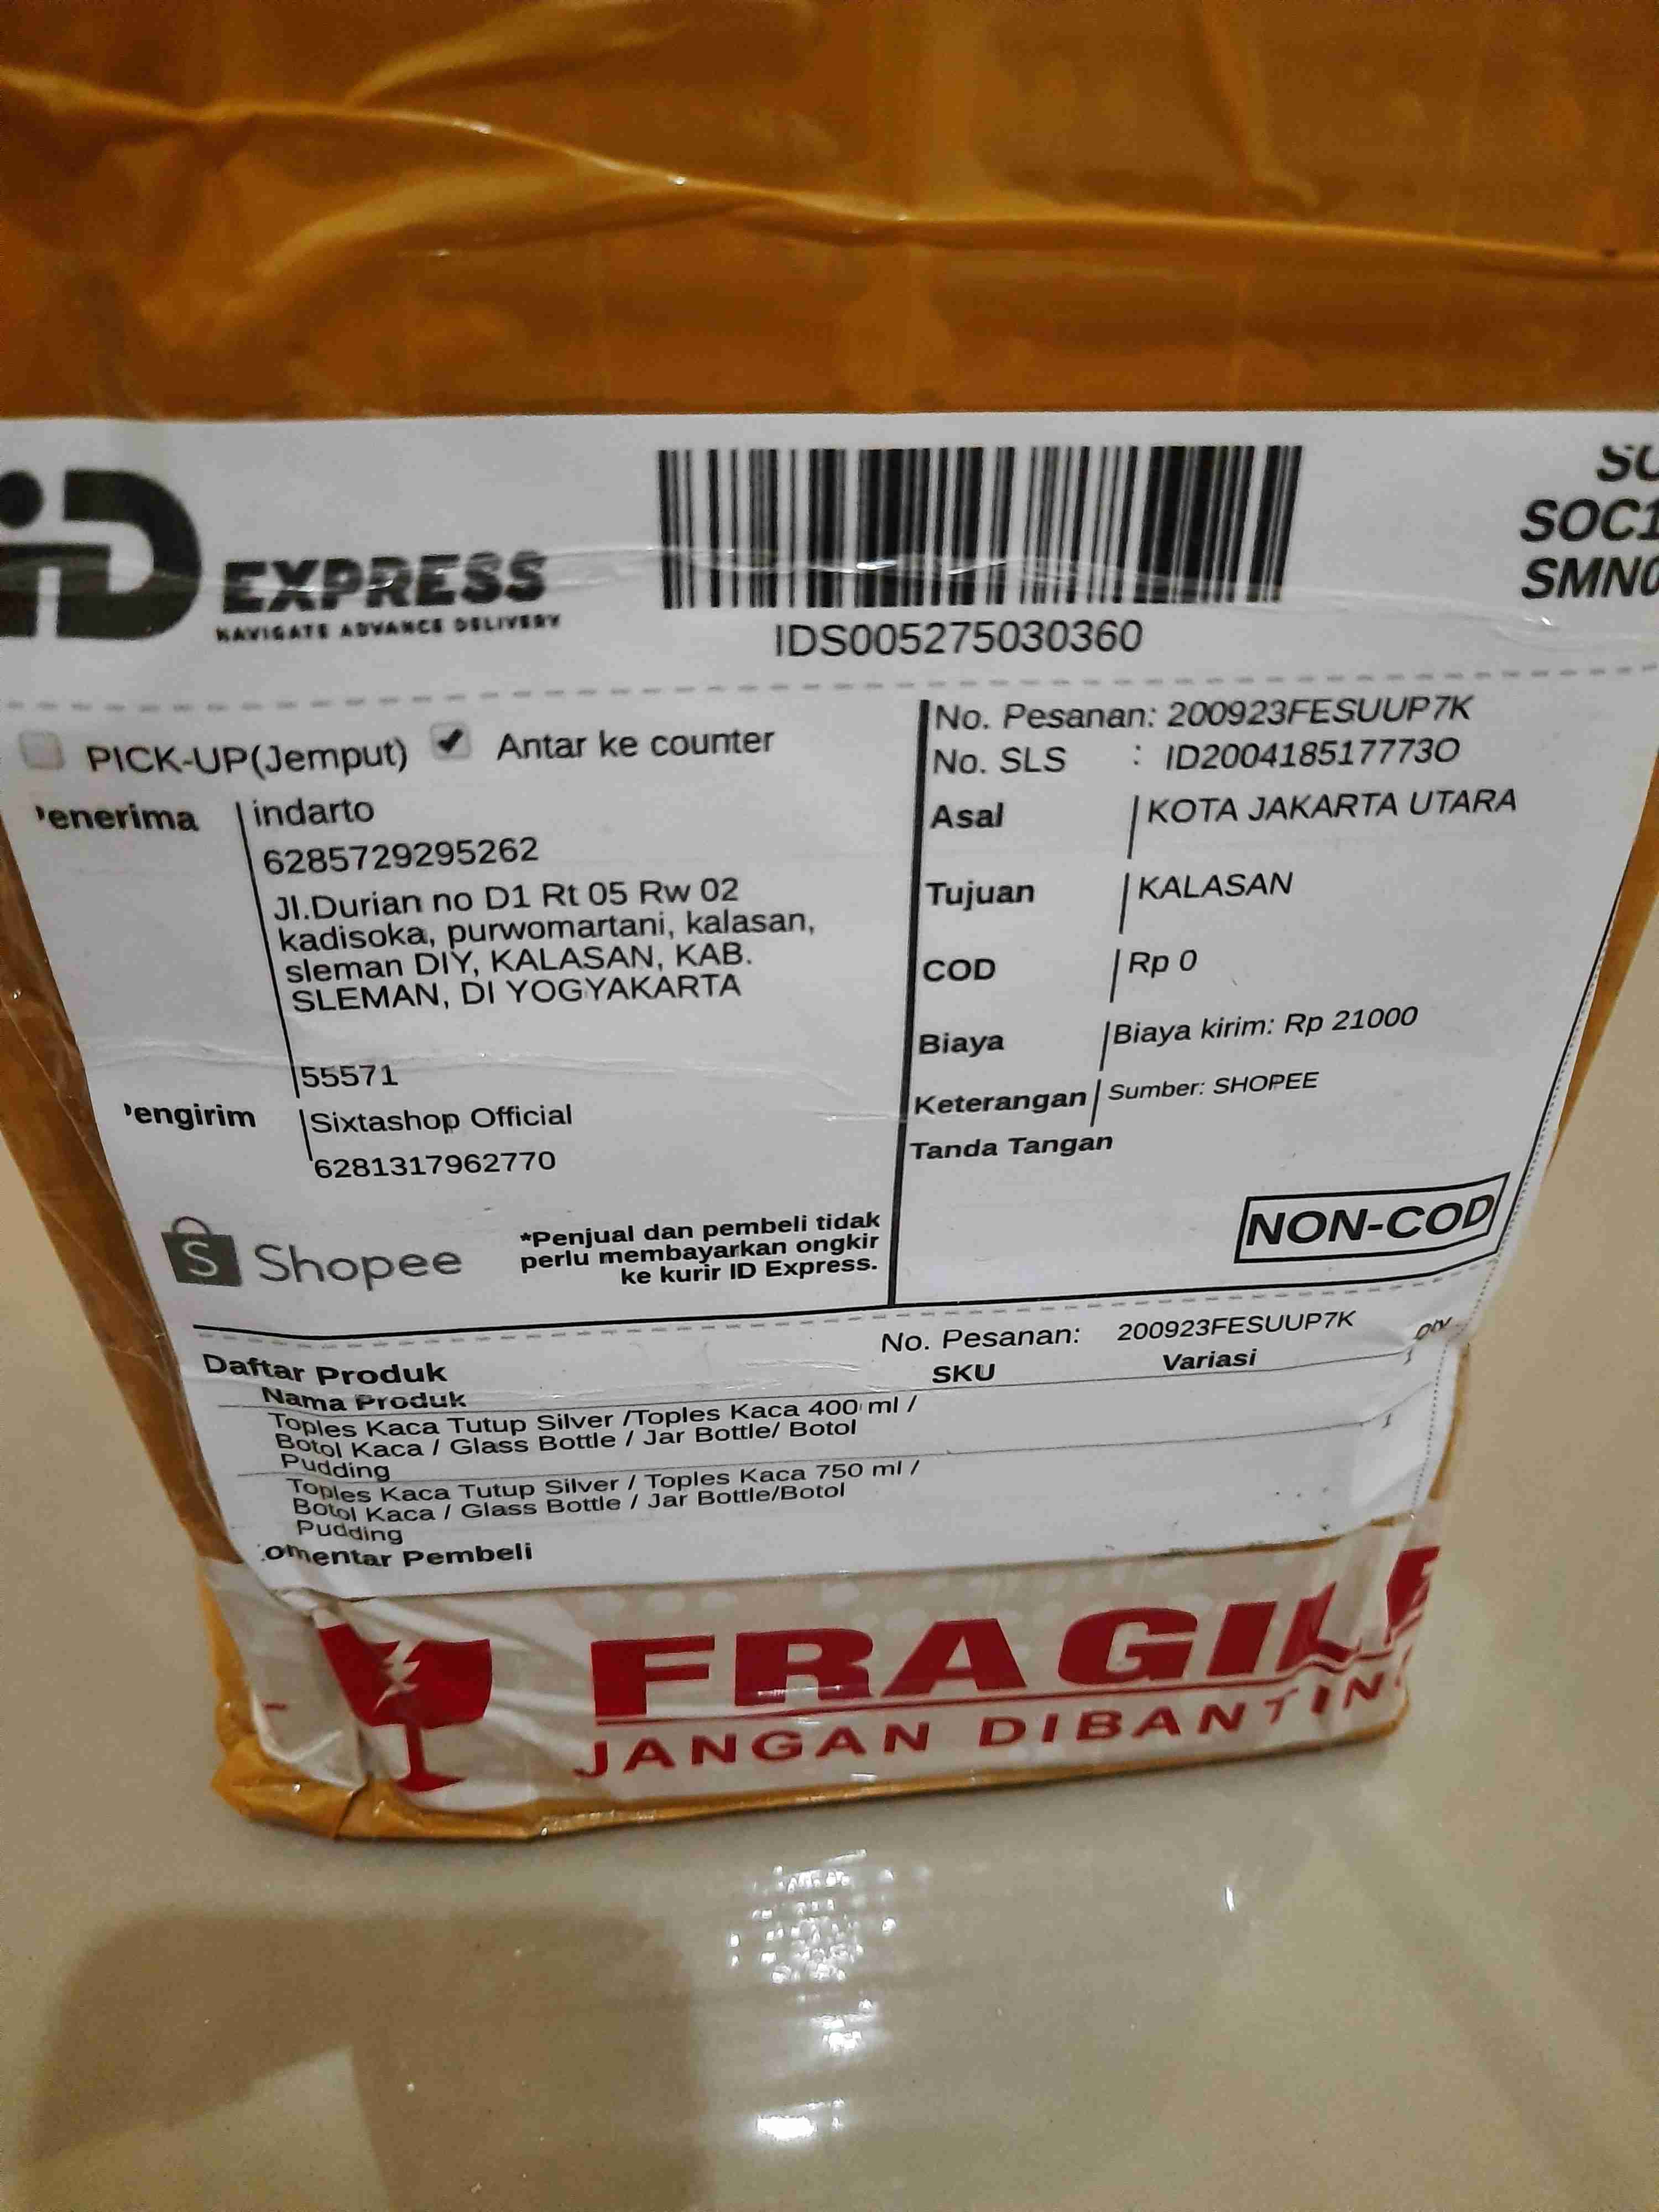 iD EXPRESS
NAVIGATE ADVANCE DELIVERY
IDS005275030360
SOC1
SMN0
PICK-UP(Jemput) Antar ke counter
enerima indarto
6285729295262
Jl.Durian no D1 Rt 05 Rw 02
kadisoka, purwomartani, kalasan,
sleman DIY, KALASAN, KAB.
SLEMAN, DI YOGYAKARTA
55571
engirim Sixtashop Official
6281317962770
Shopee
*Penjual dan pembeli tidak
perlu membayarkan ongkir
ke kurir ID Express.
No. Pesanan: 200923FESUUP7K
No. SLS : ID200418517773O
Asal KOTA JAKARTA UTARA
Tujuan KALASAN
COD Rp 0
Biaya Biaya kirim: Rp 21000
Keterangan Sumber: SHOPEE
Tanda Tangan
NON-COD
No. Pesanan: 200923FESUUP7K
Daftar Produk
Nama Produk SKU Variasi Qty
Toples Kaca Tutup Silver /Toples Kaca 400 ml / 1
Botol Kaca / Glass Bottle / Jar Bottle/ Botol
Pudding
Toples Kaca Tutup Silver / Toples Kaca 750 ml / 1
Botol Kaca / Glass Bottle / Jar Bottle/Botol
Pudding
omentar Pembeli
FRAGILE
JANGAN DIBANTIN